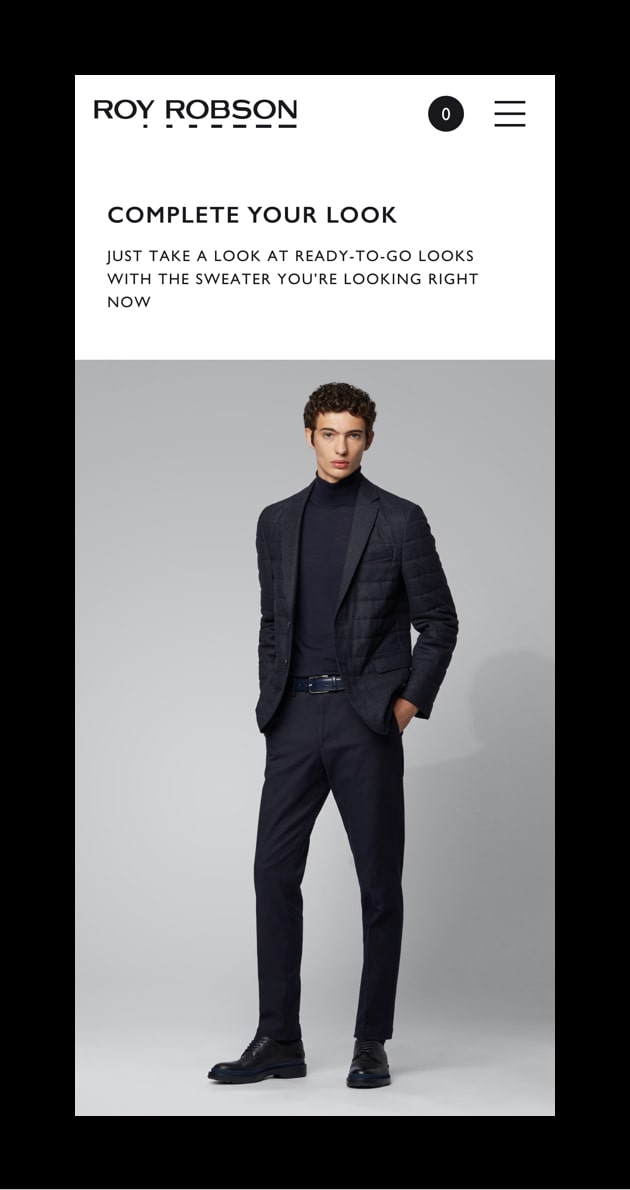 ROY ROBSON
0
COMPLETE YOUR LOOK
JUST TAKE A LOOK AT READY-TO-GO LOOKS
WITH THE SWEATER YOU'RE LOOKING RIGHT
NOW